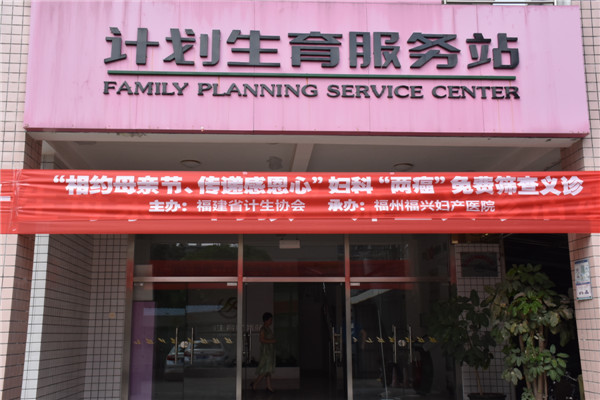 计划生育服务站
FAMILY PLANNING SERVICE CENTER
“相约母亲节、传递感恩心”妇科“两癌”免费筛查义诊
主办：福建省计生协会 承办：福州福兴妇产医院